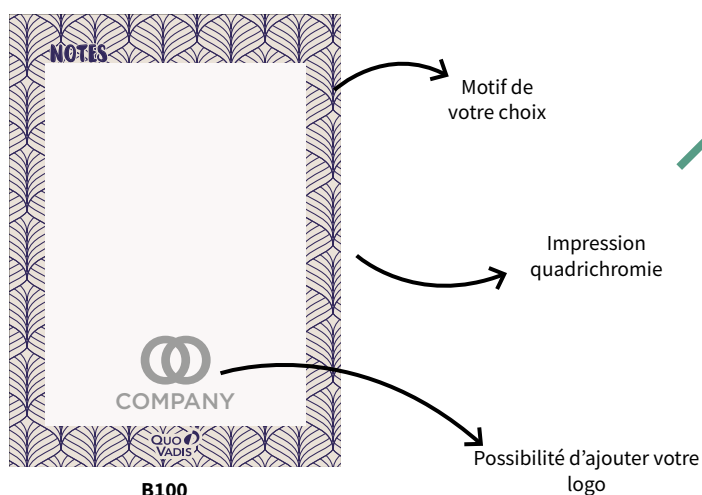 NOTES
Motif de
votre choix
Impression
quadrichromie
COMPANY
QUO
VADIS
Possibilité d’ajouter votre
logo
B100